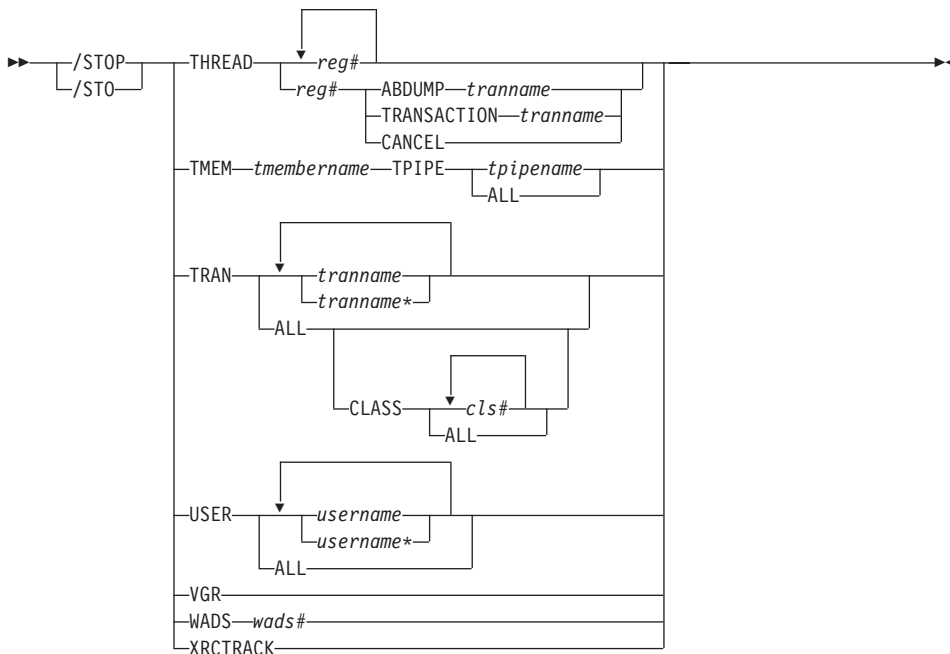 /STOP THREAD reg#
/STO reg# ABDUMP tranname
TRANSACTION tranname
CANCEL
TMEM tmembername TPIPE tpipename
ALL
TRAN tranname
tranname*
ALL
CLASS cls#
ALL
USER username
username*
ALL
VGR
WADS wads#
XRCTRACK